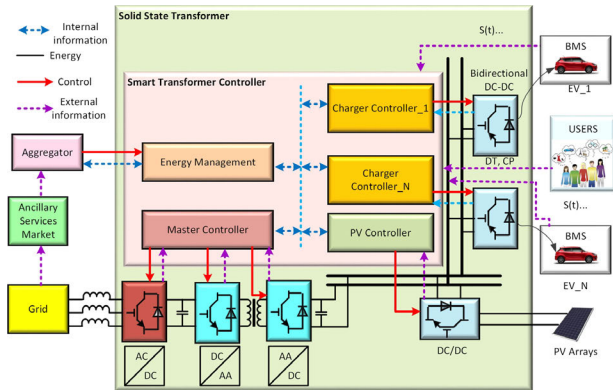 Solid State Transformer
Internal
information
Energy
Control
External
information
S(t)...
BMS
EV_1
Smart Transformer Controller
Bidirectional
DC-DC
Charger Controller_1
DT, CP
USERS
S(t)...
Aggregator
Energy Management
Charger
Controller_N
Ancillary
Services
Market
Master Controller
PV Controller
BMS
EV_N
Grid
DC/DC
PV Arrays
AC
DC
DC
AA
AA
DC